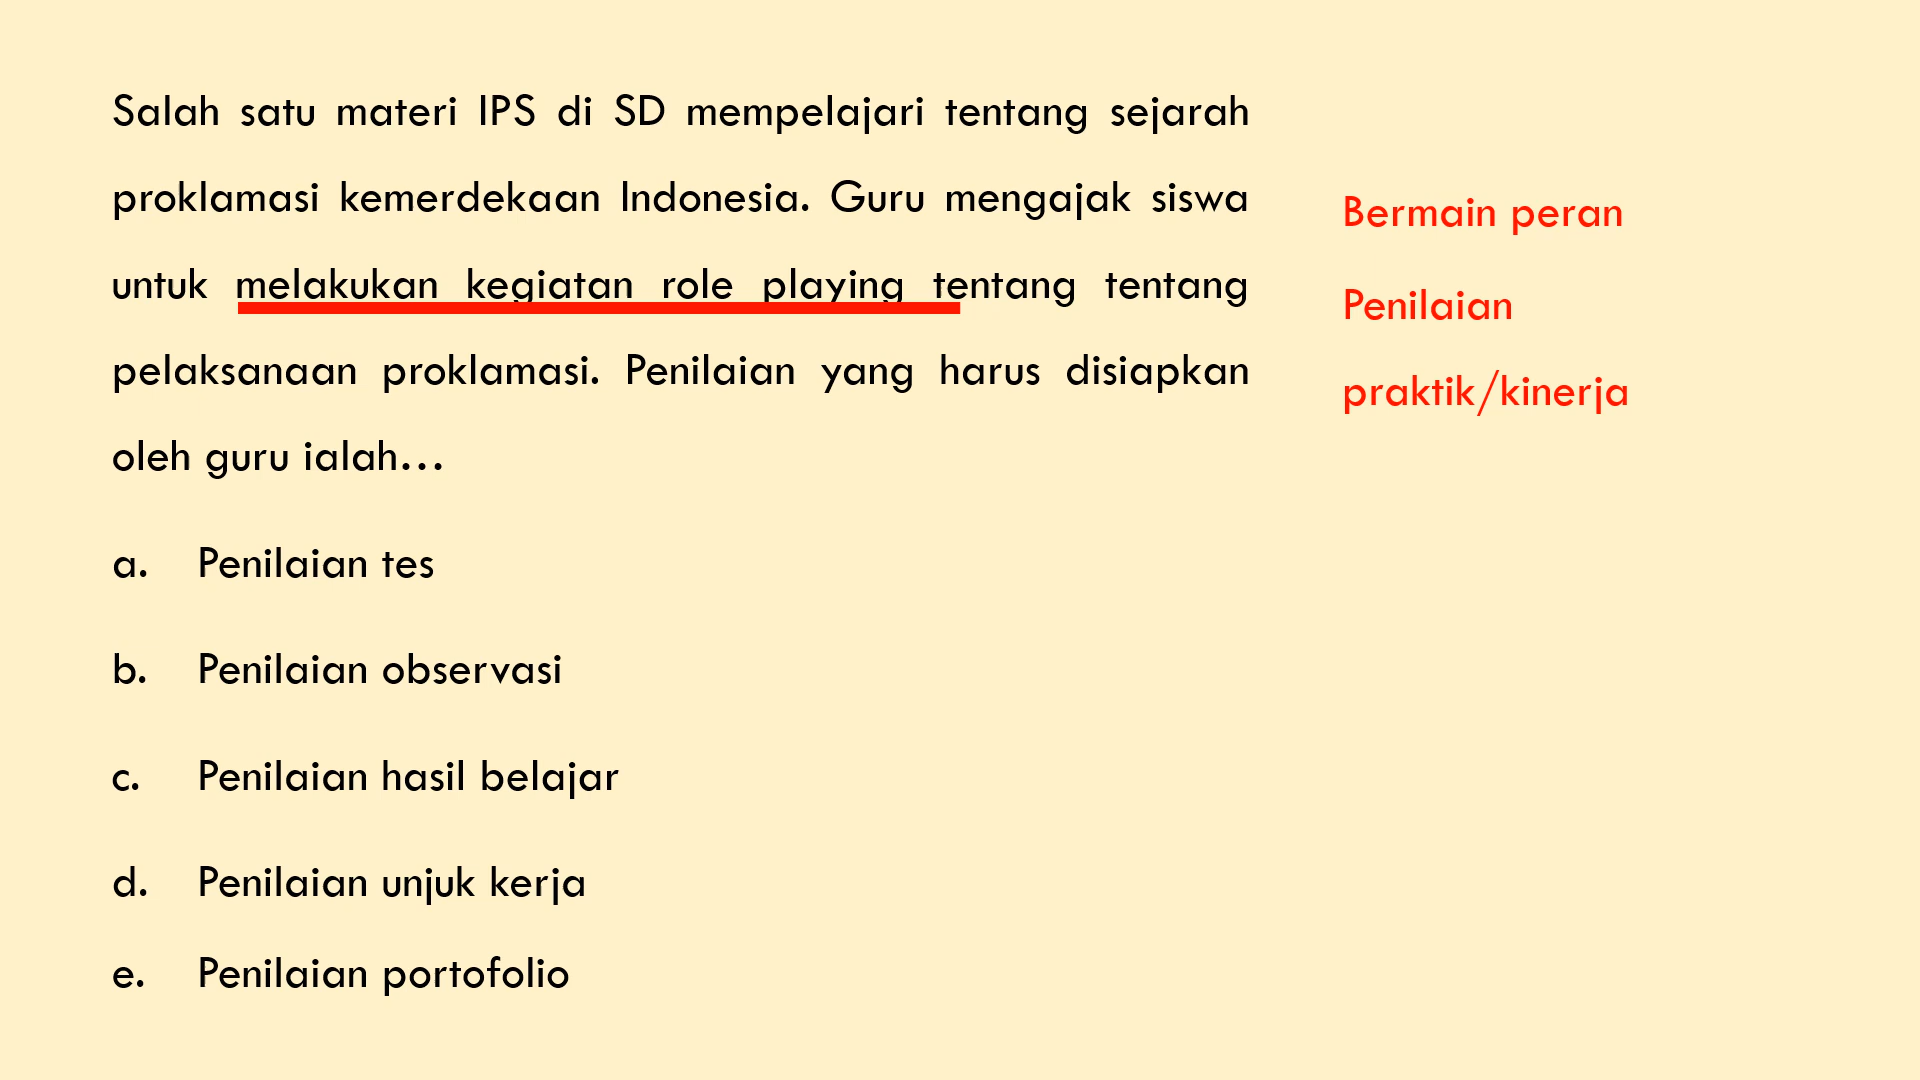 Salah satu materi IPS di SD mempelajari tentang sejarah
proklamasi kemerdekaan Indonesia. Guru mengajak siswa
untuk melakukan kegiatan role playing tentang tentang
pelaksanaan proklamasi. Penilaian yang harus disiapkan
oleh guru ialah…
a. Penilaian tes
b. Penilaian observasi
c. Penilaian hasil belajar
d. Penilaian unjuk kerja
e. Penilaian portofolio
Bermain peran
Penilaian
praktik/kinerja